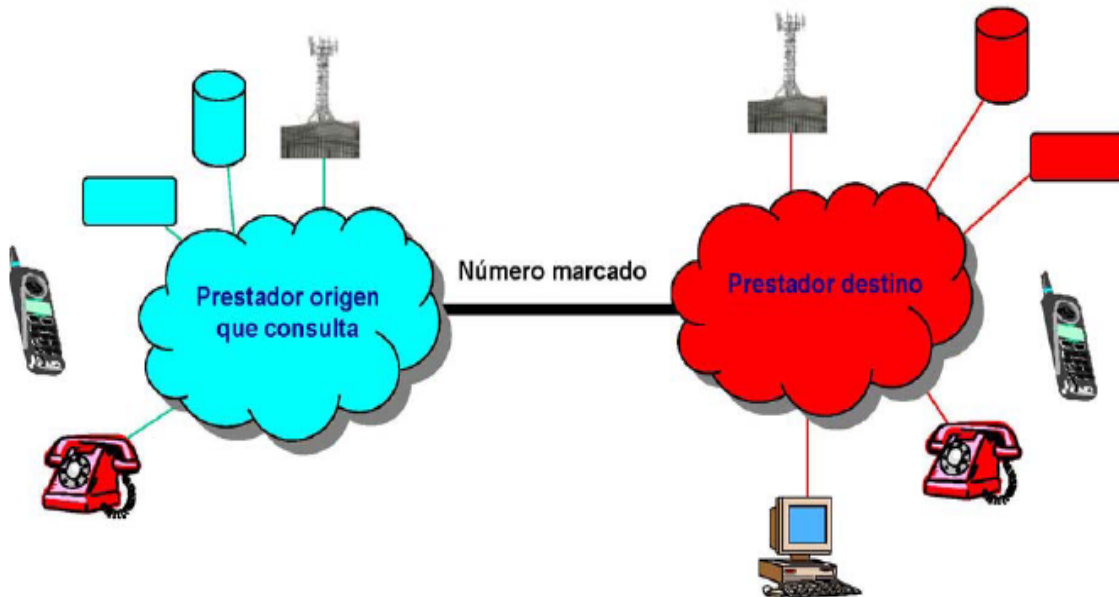 Número marcado
Prestador origen
que consulta
Prestador destino